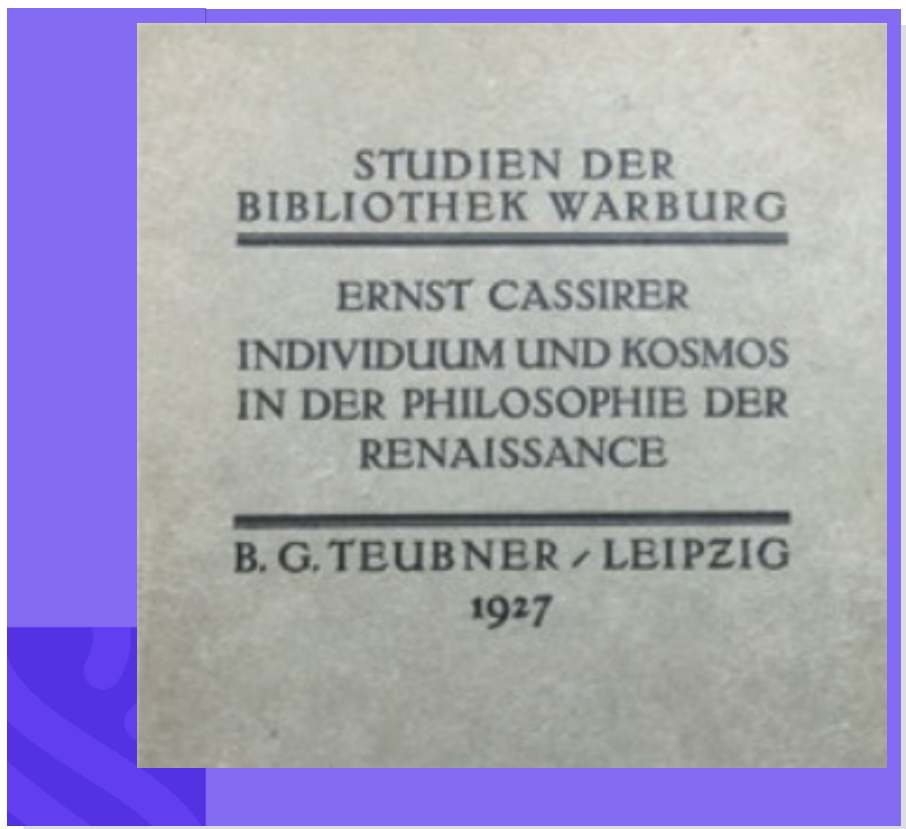 STUDIEN DER
BIBLIOTHEK WARBURG
ERNST CASSIRER
INDIVIDUUM UND KOSMOS
IN DER PHILOSOPHIE DER
RENAISSANCE
B. G. TEUBNER / LEIPZIG
1927